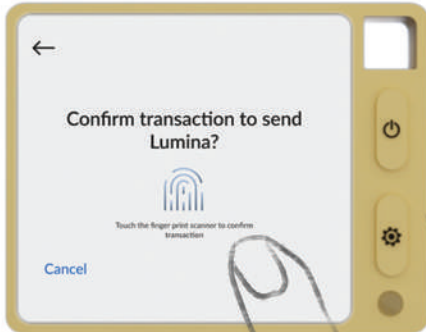 Confirm transaction to send
Lumina?
Touch the finger print scanner to confirm
transaction
Cancel